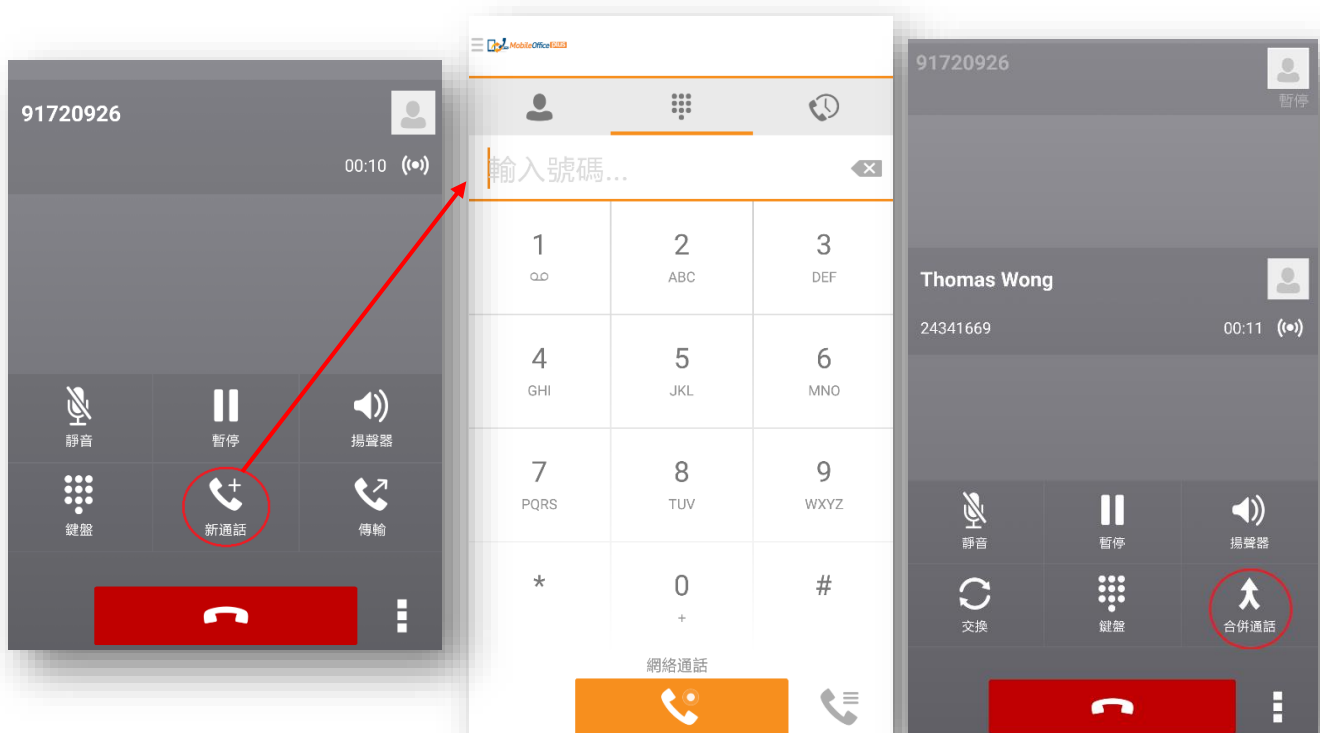 91720926
00:10
靜音
暫停
揚聲器
鍵盤
新通話
傳輸
MobileOffice PLUS
輸入號碼...
1
2 ABC
3 DEF
4 GHI
5 JKL
6 MNO
7 PQRS
8 TUV
9 WXYZ
*
0 +
#
網絡通話
91720926
暫停
Thomas Wong
24341669 00:11
靜音
暫停
揚聲器
交換
鍵盤
合併通話